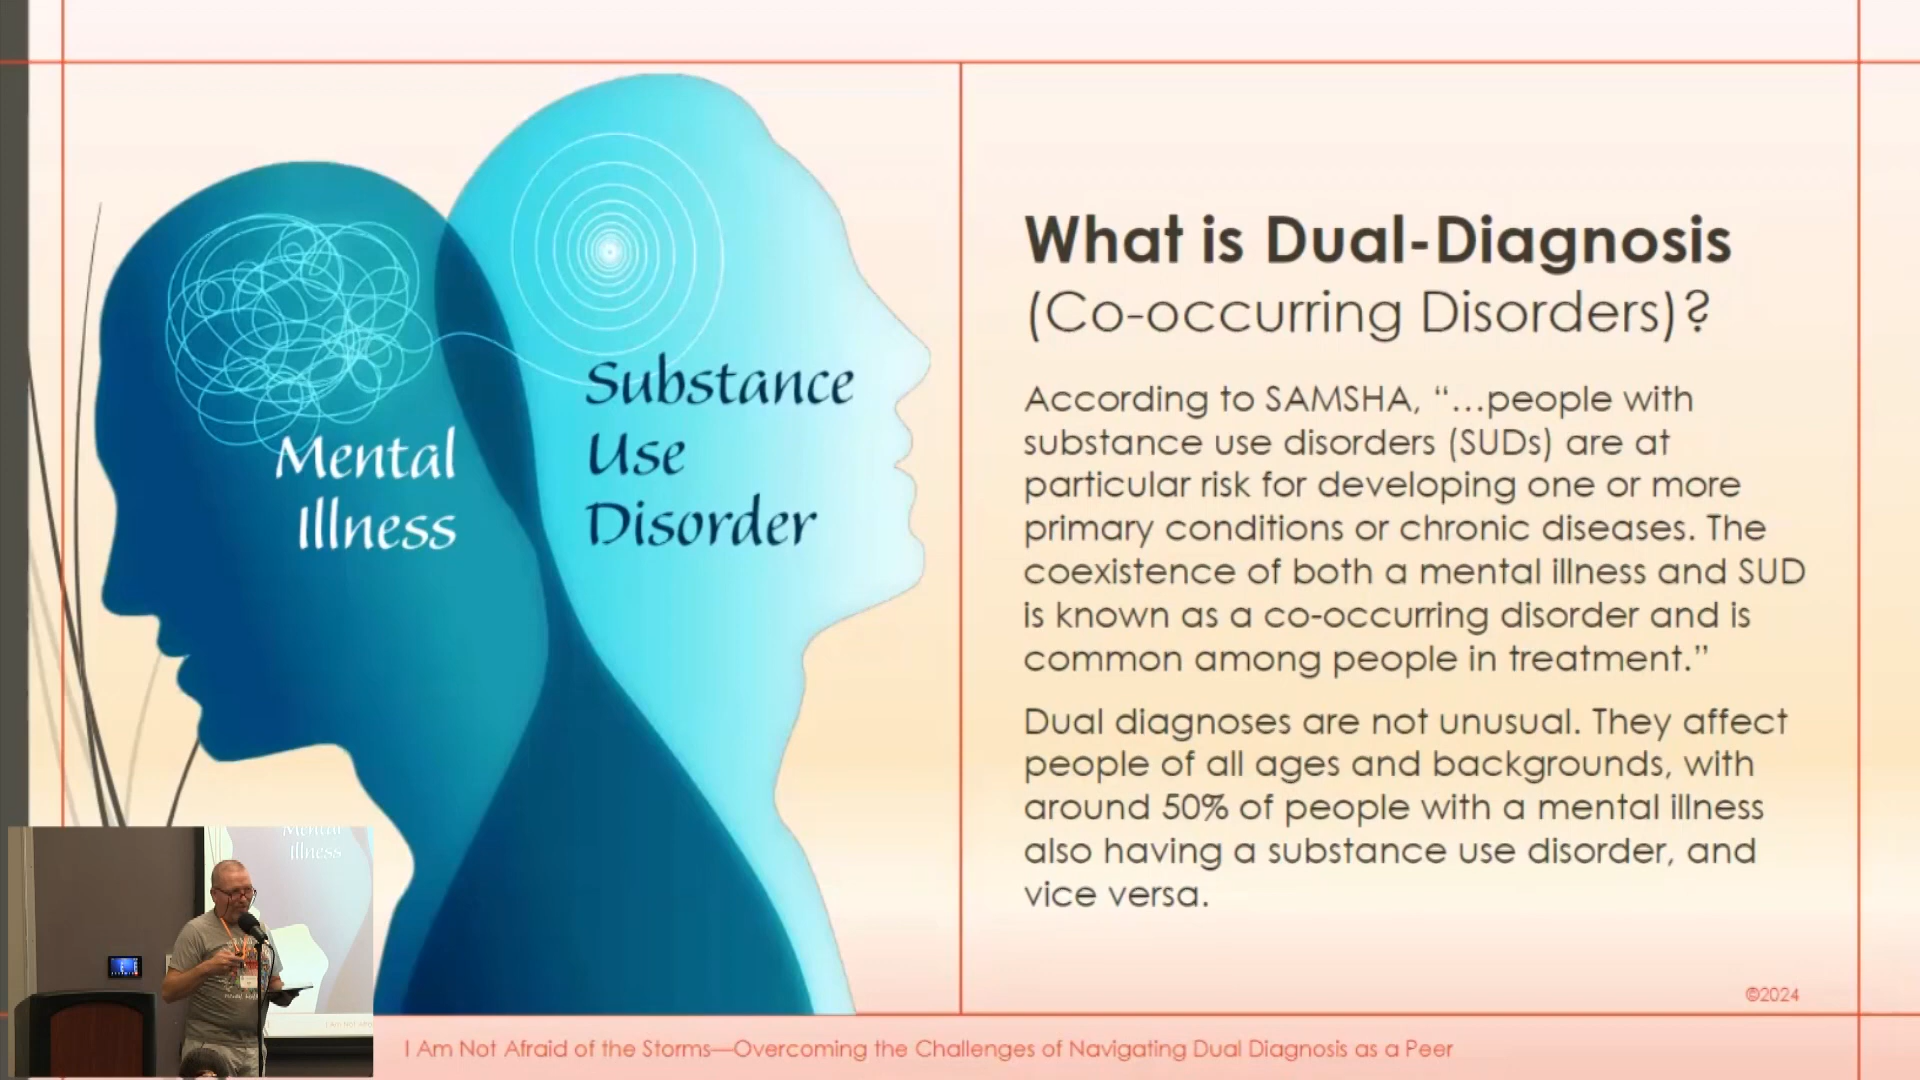 Mental
Illness
Substance
Use
Disorder
What is Dual-Diagnosis
(Co-occurring Disorders)?
According to SAMSHA, “…people with
substance use disorders (SUDs) are at
particular risk for developing one or more
primary conditions or chronic diseases. The
coexistence of both a mental illness and SUD
is known as a co-occurring disorder and is
common among people in treatment.”
Dual diagnoses are not unusual. They affect
people of all ages and backgrounds, with
around 50% of people with a mental illness
also having a substance use disorder, and
vice versa.
©2024
I Am Not Afraid of the Storms—Overcoming the Challenges of Navigating Dual Diagnosis as a Peer
Mental
Illness